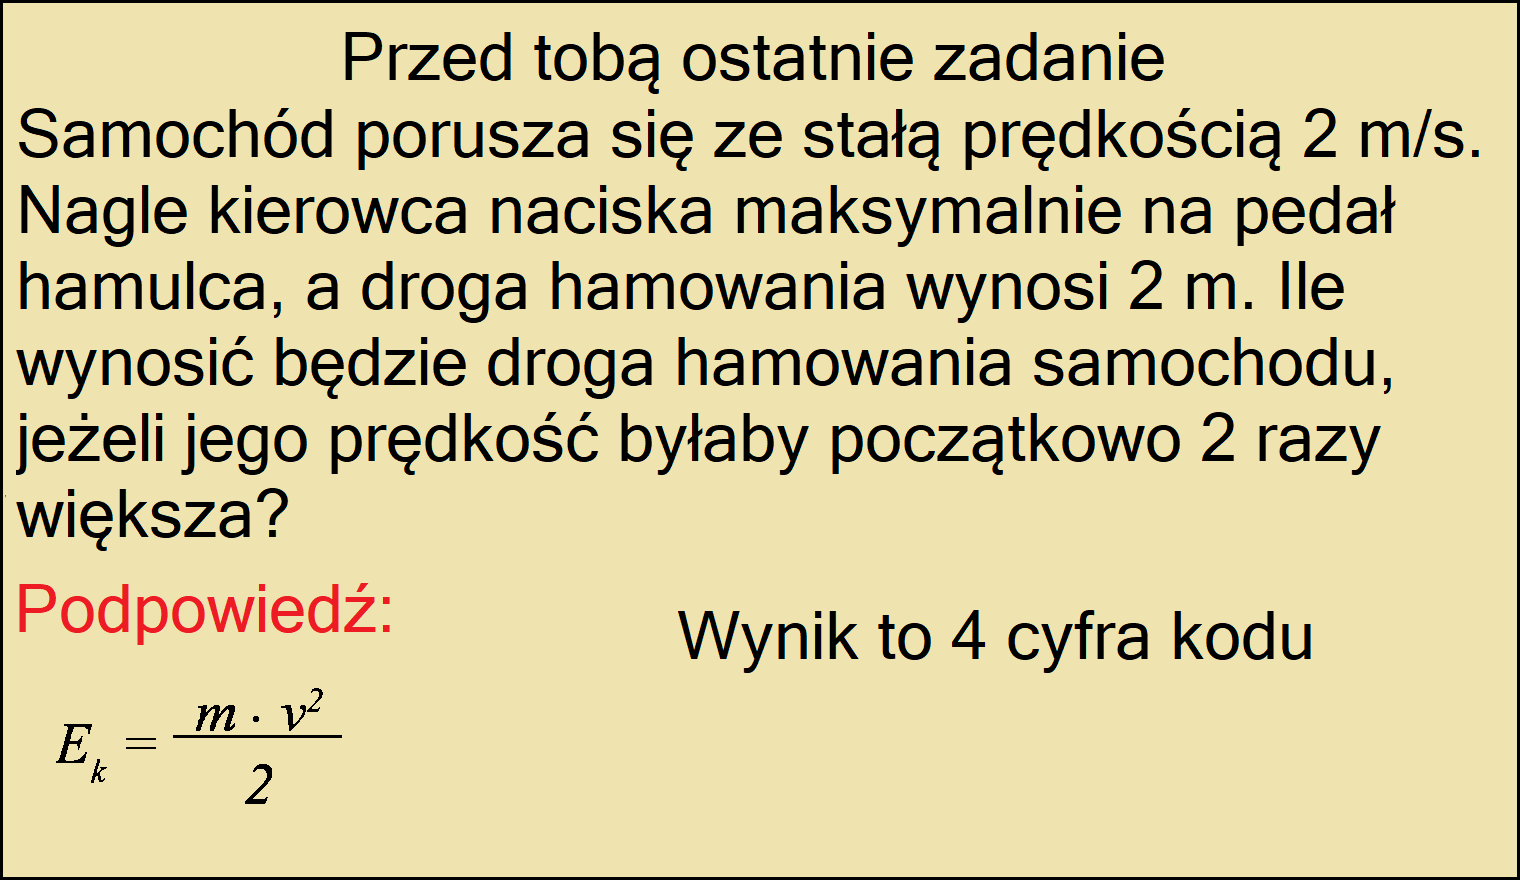 Przed tobą ostatnie zadanie
Samochód porusza się ze stałą prędkością 2 m/s.
Nagle kierowca naciska maksymalnie na pedał
hamulca, a droga hamowania wynosi 2 m. Ile
wynosić będzie droga hamowania samochodu,
jeżeli jego prędkość byłaby początkowo 2 razy
większa?
Podpowiedź:
Wynik to 4 cyfra kodu
E_k = (m · v²) / 2